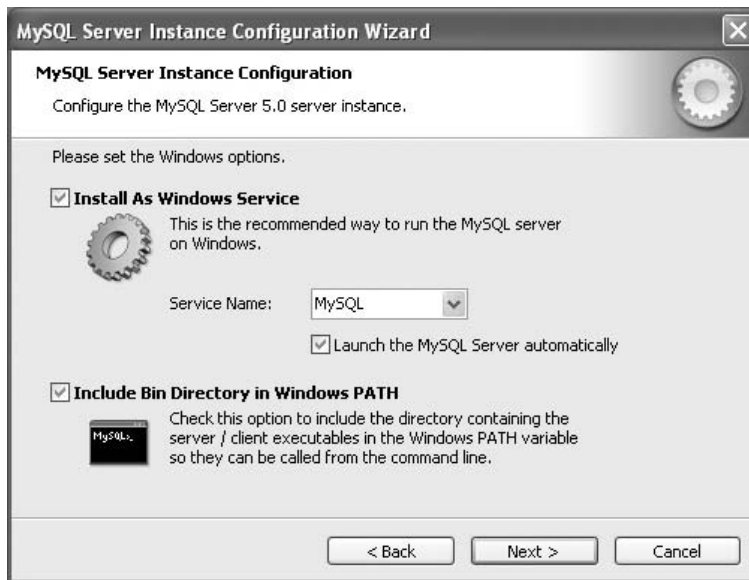 MySQL Server Instance Configuration Wizard
MySQL Server Instance Configuration
Configure the MySQL Server 5.0 server instance.
Please set the Windows options.
Install As Windows Service
This is the recommended way to run the MySQL server
on Windows.
Service Name: MySQL
Launch the MySQL Server automatically
Include Bin Directory in Windows PATH
MySQL>_
Check this option to include the directory containing the
server / client executables in the Windows PATH variable
so they can be called from the command line.
< Back Next > Cancel